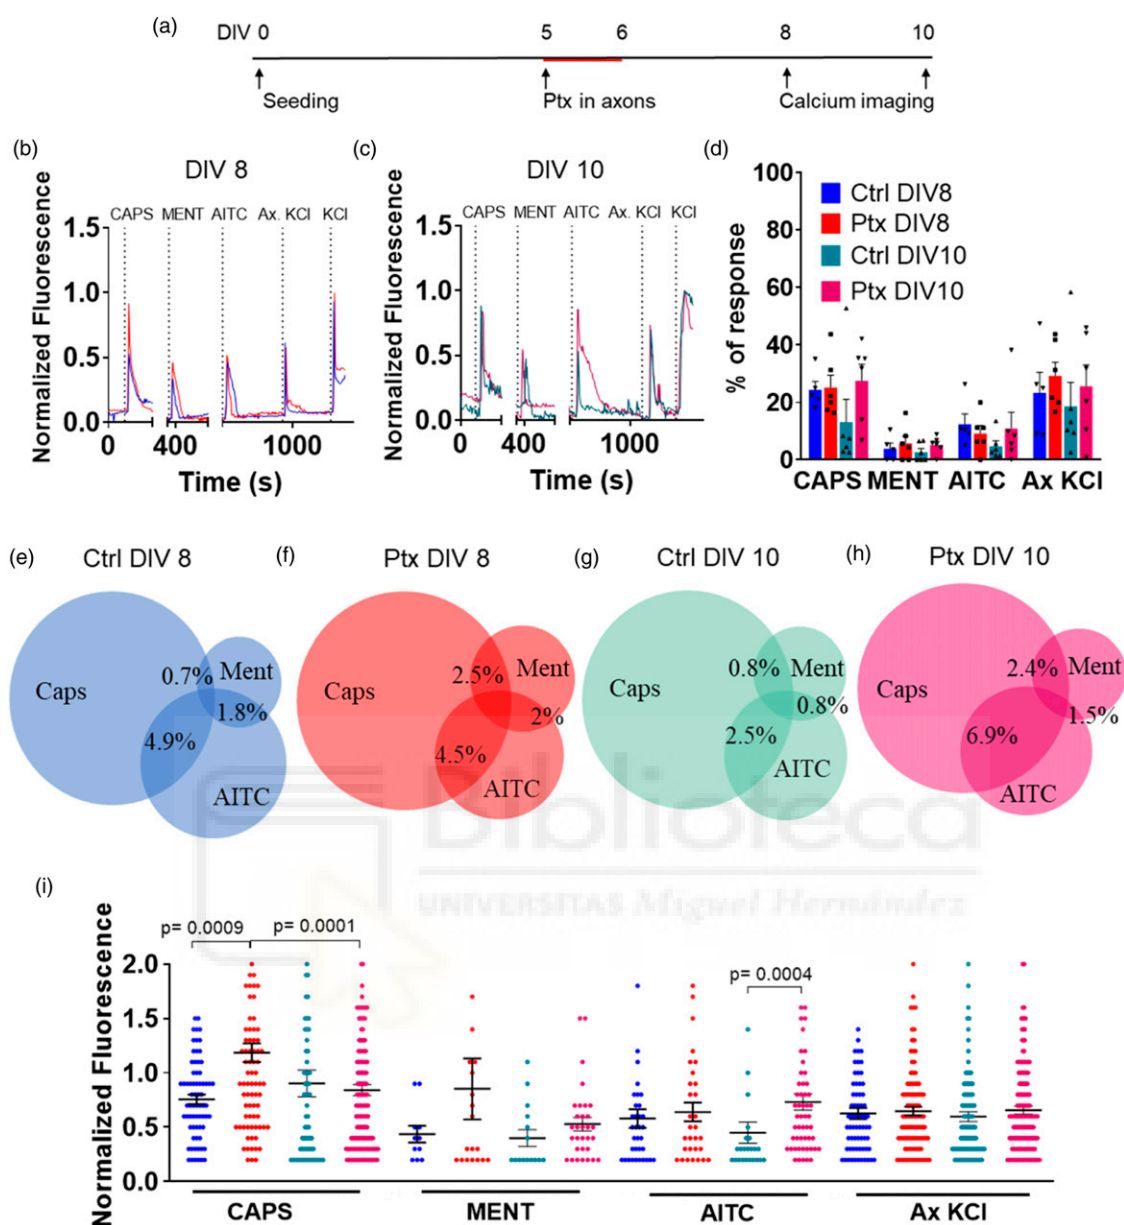 (a)
DIV 0 5 6 8 10
Seeding Ptx in axons Calcium imaging
(b) DIV 8
CAPS MENT AITC Ax. KCl KCl
Normalized Fluorescence
1.5
1.0
0.5
0.0
0 400 1000
Time (s)
(c) DIV 10
CAPS MENT AITC Ax. KCl KCl
Normalized Fluorescence
1.5
1.0
0.5
0.0
0 400 1000
Time (s)
(d)
% of response
100
80
60
40
20
0
Ctrl DIV8
Ptx DIV8
Ctrl DIV10
Ptx DIV10
CAPS MENT AITC Ax KCl
(e) Ctrl DIV 8
Caps
0.7%
Ment
1.8%
4.9%
AITC
(f) Ptx DIV 8
Caps
2.5%
Ment
2%
4.5%
AITC
(g) Ctrl DIV 10
Caps
0.8%
Ment
0.8%
2.5%
AITC
(h) Ptx DIV 10
Caps
2.4%
Ment
1.5%
6.9%
AITC
Biblioteca
UNIVERSITAS Miguel Hernández
(i)
Normalized Fluorescence
p= 0.0009 p= 0.0001
p= 0.0004
2.0
1.5
1.0
0.5
0.0
CAPS MENT AITC Ax KCl